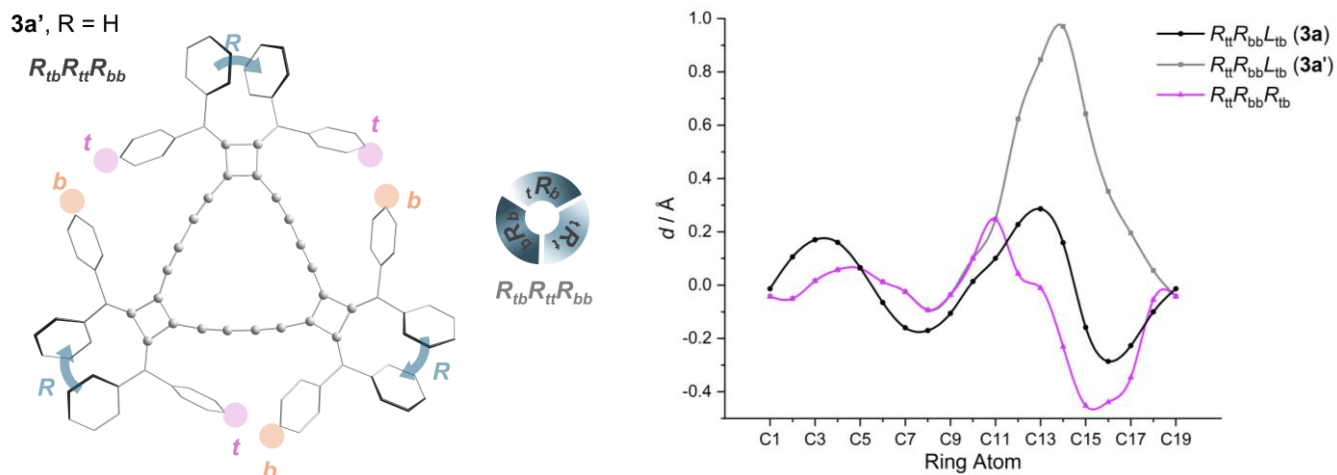 3a', R = H
RtbRttRbb
R
t
t
b
b
R
R
t
b
tRb
bRb
tRt
RtbRttRbb
d / Å
1.0
0.8
0.6
0.4
0.2
0.0
-0.2
-0.4
C1 C3 C5 C7 C9 C11 C13 C15 C17 C19
Ring Atom
RttRbbLtb (3a)
RttRbbLtb (3a')
RttRbbRtb